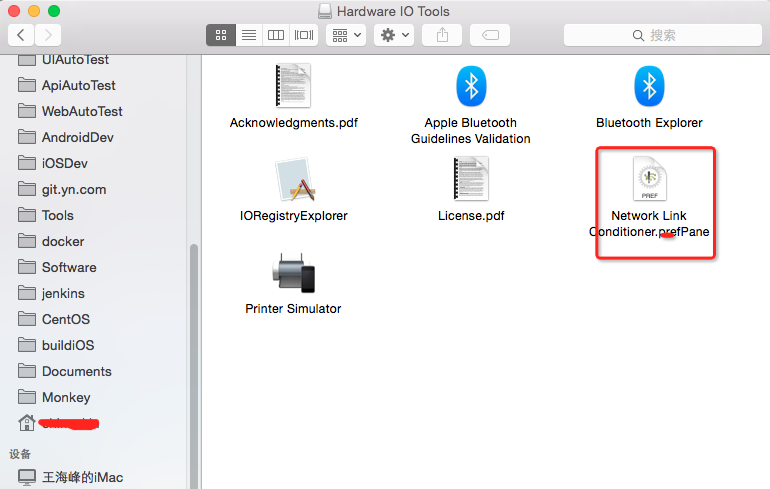 Hardware IO Tools
搜索
UIAutoTest
ApiAutoTest
WebAutoTest
AndroidDev
iOSDev
git.yn.com
Tools
docker
Software
jenkins
CentOS
buildiOS
Documents
Monkey
设备
王海峰的iMac
Acknowledgments.pdf
Apple Bluetooth
Guidelines Validation
Bluetooth Explorer
IORegistryExplorer
License.pdf
PREF
Network Link
Conditioner.prefPane
Printer Simulator